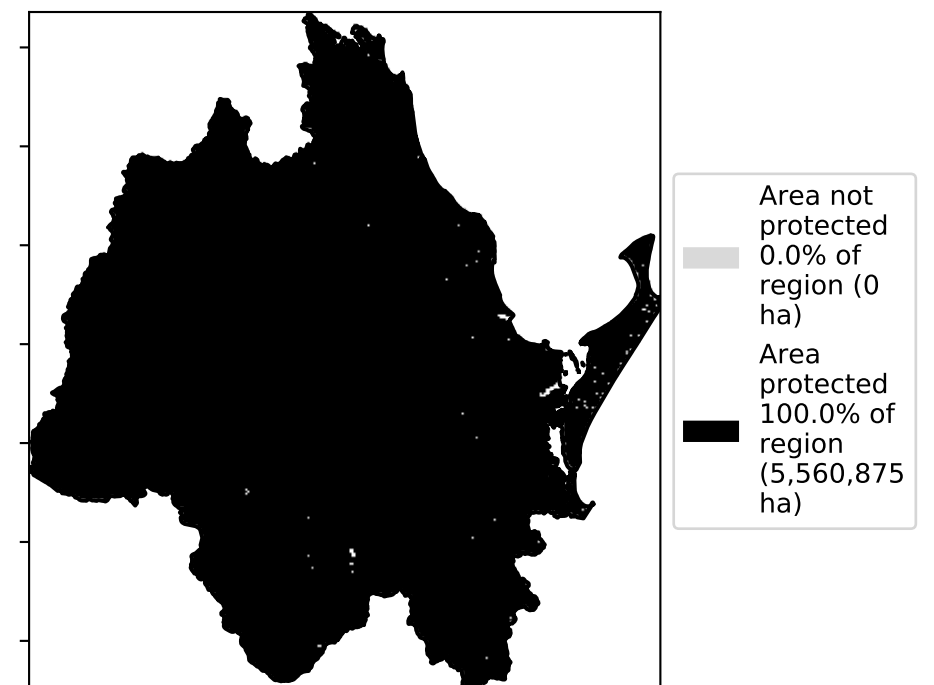 Area not
protected
0.0% of
region (0
ha)
Area
protected
100.0% of
region
(5,560,875
ha)